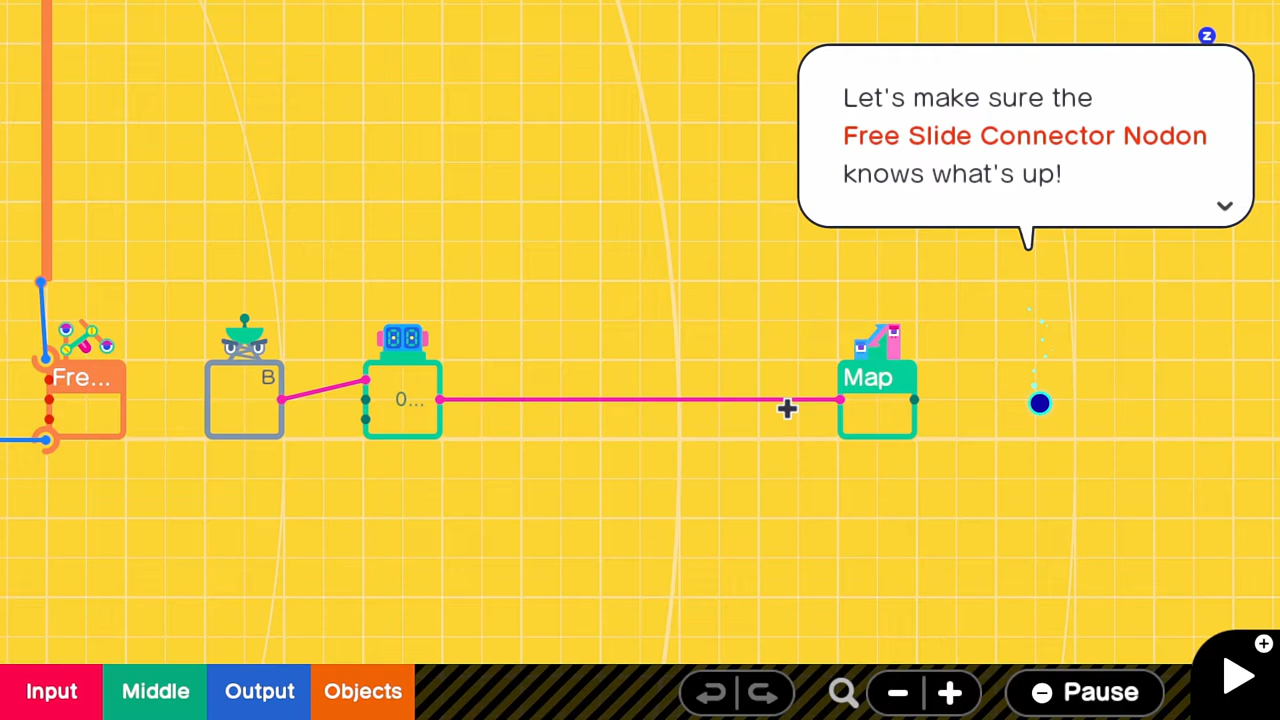 z
Let's make sure the
Free Slide Connector Nodon
knows what's up!
Fre...
B
0...
Map
Input
Middle
Output
Objects
Pause